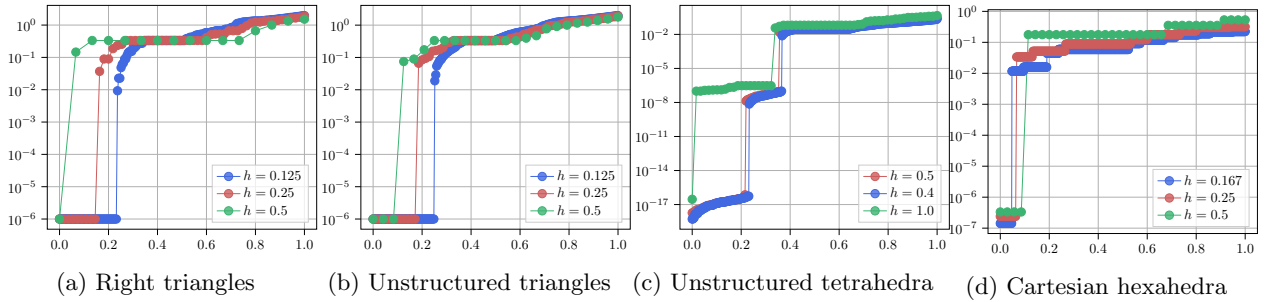 10⁰
10⁻¹
10⁻²
10⁻³
10⁻⁴
10⁻⁵
10⁻⁶
0.0 0.2 0.4 0.6 0.8 1.0
h = 0.125
h = 0.25
h = 0.5
(a) Right triangles
10⁰
10⁻¹
10⁻²
10⁻³
10⁻⁴
10⁻⁵
10⁻⁶
0.0 0.2 0.4 0.6 0.8 1.0
h = 0.125
h = 0.25
h = 0.5
(b) Unstructured triangles
10⁻²
10⁻⁵
10⁻⁸
10⁻¹¹
10⁻¹⁴
10⁻¹⁷
0.0 0.2 0.4 0.6 0.8 1.0
h = 0.5
h = 0.4
h = 1.0
(c) Unstructured tetrahedra
10⁰
10⁻¹
10⁻²
10⁻³
10⁻⁴
10⁻⁵
10⁻⁶
10⁻⁷
0.0 0.2 0.4 0.6 0.8 1.0
h = 0.167
h = 0.25
h = 0.5
(d) Cartesian hexahedra